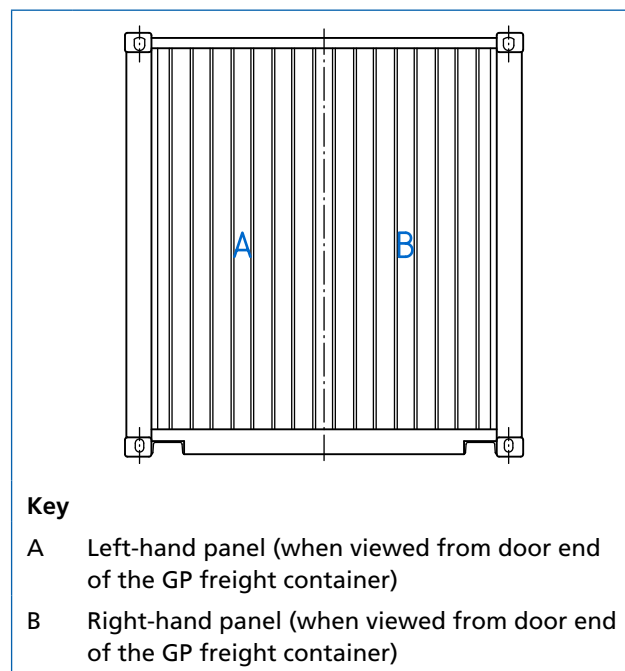 A B
Key
A Left-hand panel (when viewed from door end
of the GP freight container)
B Right-hand panel (when viewed from door end
of the GP freight container)